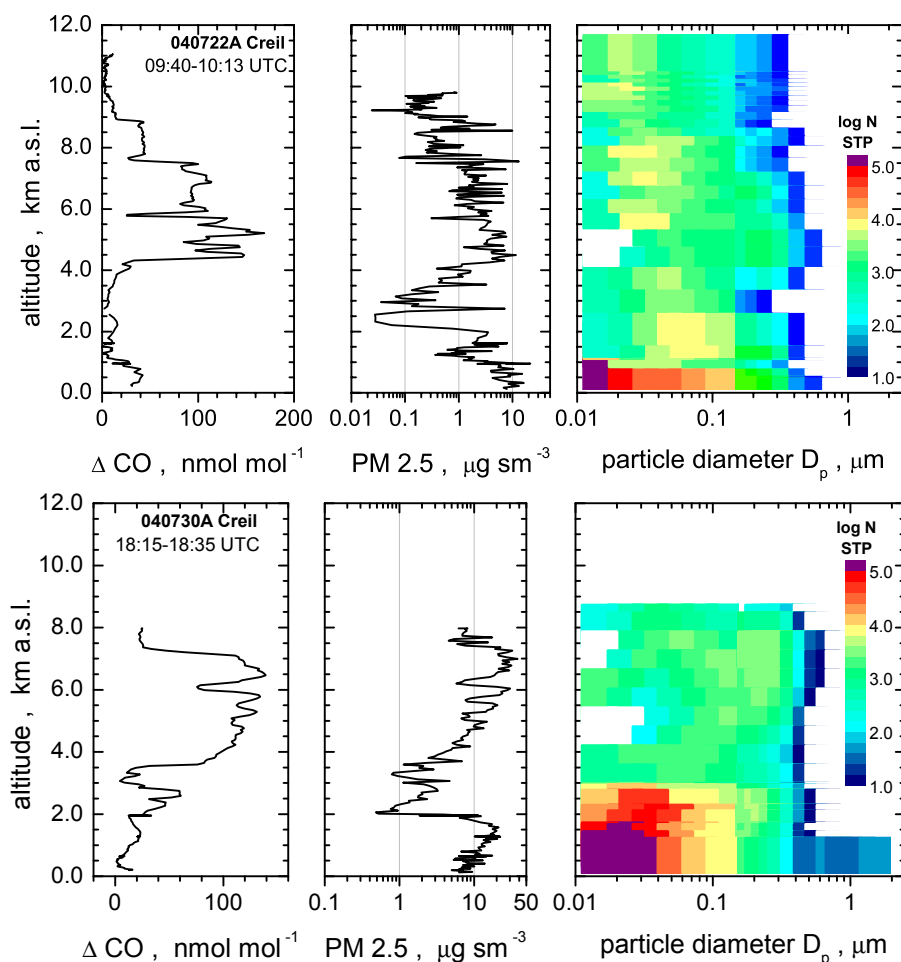 12.0
10.0
8.0
6.0
4.0
2.0
0.0
altitude , km a.s.l.
040722A Creil
09:40-10:13 UTC
0 100 200
Δ CO , nmol mol⁻¹
0.01 0.1 1 10
PM 2.5 , μg sm⁻³
log N
STP
5.0
4.0
3.0
2.0
1.0
0.01 0.1 1
particle diameter Dₚ , μm
12.0
10.0
8.0
6.0
4.0
2.0
0.0
altitude , km a.s.l.
040730A Creil
18:15-18:35 UTC
0 40 80 120
Δ CO , nmol mol⁻¹
0.1 1 10 50
PM 2.5 , μg sm⁻³
log N
STP
5.0
4.0
3.0
2.0
1.0
0.01 0.1 1
particle diameter Dₚ , μm